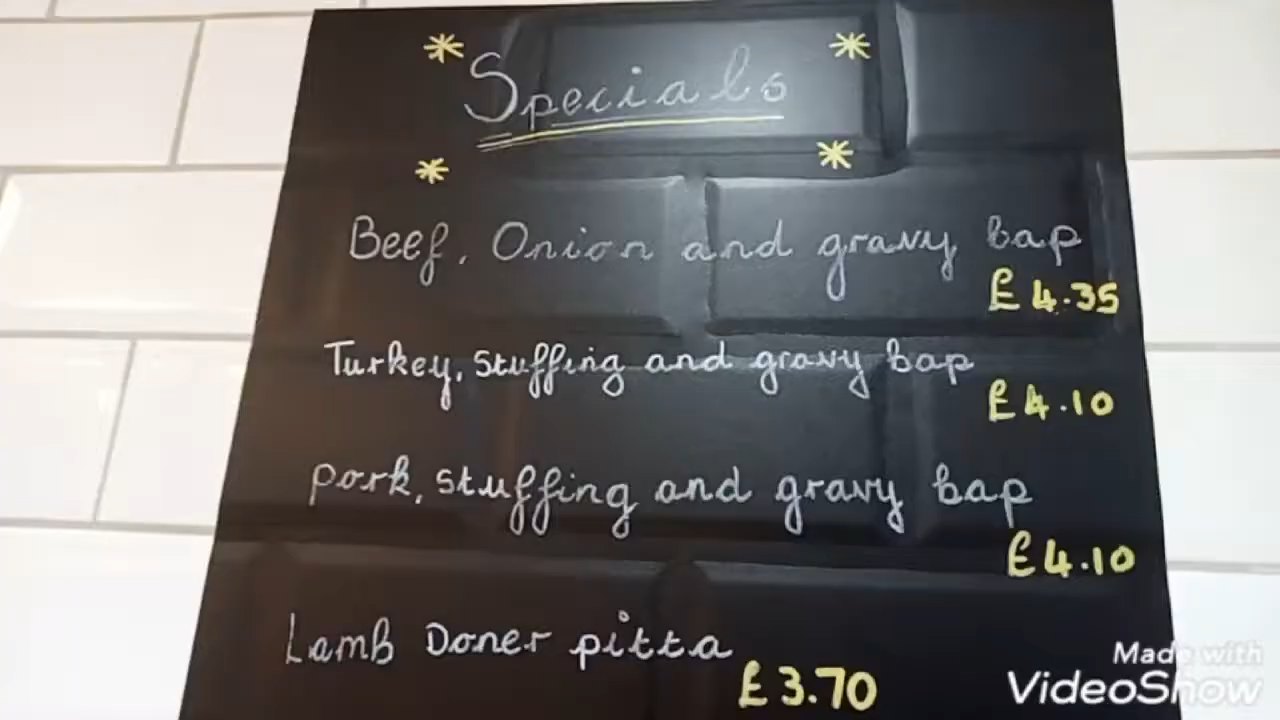 * Specials *
* *
Beef, Onion and gravy bap
£4.35
Turkey, stuffing and gravy bap
£4.10
pork, stuffing and gravy bap
£4.10
Lamb Doner pitta
£3.70
Made with
VideoShow